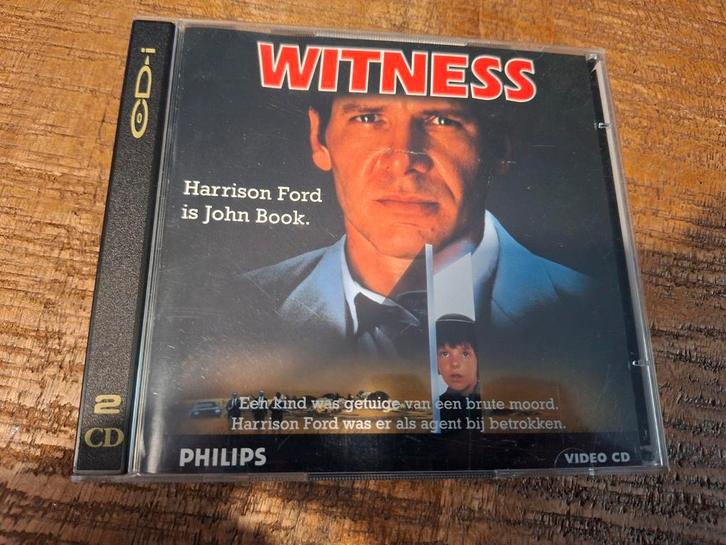 CD-i
WITNESS
Harrison Ford
is John Book.
Een kind was getuige van een brute moord.
Harrison Ford was er als agent bij betrokken.
2
CD
PHILIPS
VIDEO CD